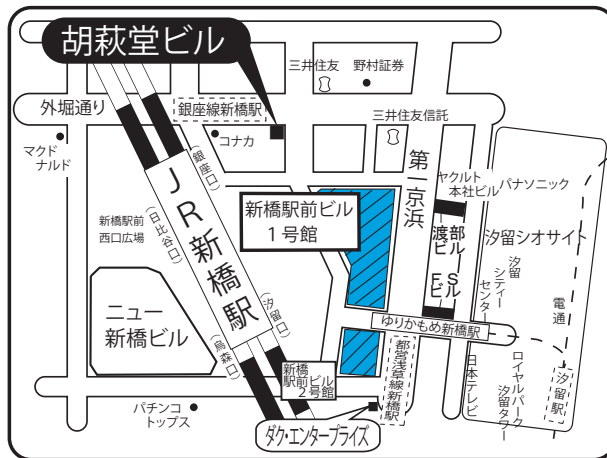 胡萩堂ビル
三井住友
野村証券
外堀通り
銀座線新橋駅
三井住友信託
コナカ
マクド
ナルド
(銀座口)
第一京浜
ヤクルト
本社ビル
パナソニック
JR新橋駅
新橋駅前ビル
1号館
新橋駅前
西口広場
(日比谷口)
渡部
ビル
汐留シオサイト
汐留
シティー
センター
FS
ビル
電通
ニュー
新橋ビル
(汐留口)
ゆりかもめ新橋駅
(烏森口)
新橋
駅前ビル
2号館
都営浅草線新橋駅
日本テレビ
ロイヤルパーク
汐留タワー
汐留駅
パチンコ
トップス
ダク・エンタープライズ